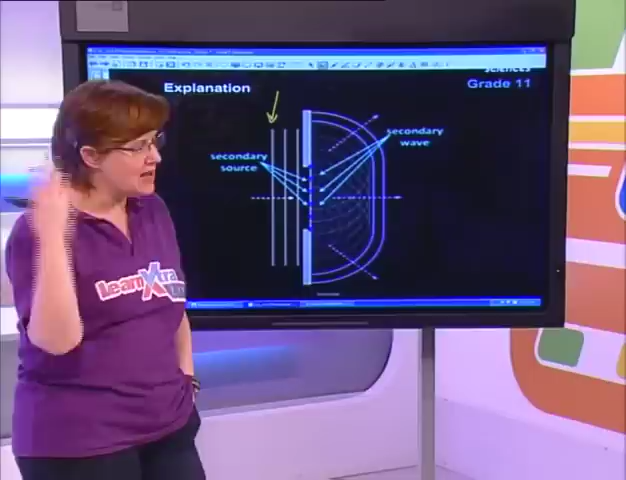 Sciences
Explanation
Grade 11
secondary
wave
secondary
source
LearnXtra